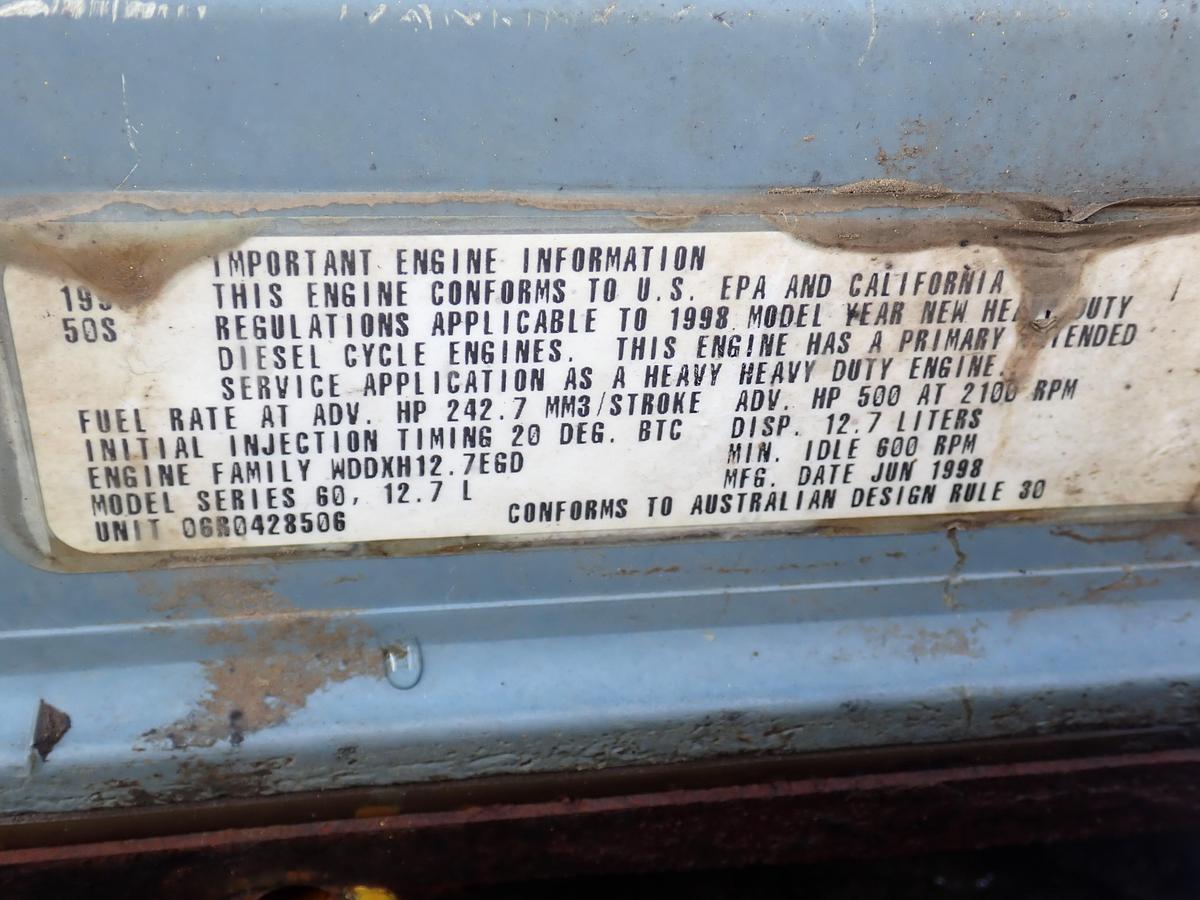 IMPORTANT ENGINE INFORMATION
199 THIS ENGINE CONFORMS TO U.S. EPA AND CALIFORNIA
50S REGULATIONS APPLICABLE TO 1998 MODEL YEAR NEW HEAVY DUTY
DIESEL CYCLE ENGINES. THIS ENGINE HAS A PRIMARY TENDED
SERVICE APPLICATION AS A HEAVY HEAVY DUTY ENGINE.
FUEL RATE AT ADV. HP 242.7 MM3/STROKE ADV. HP 500 AT 2100 RPM
INITIAL INJECTION TIMING 20 DEG. BTC DISP. 12.7 LITERS
ENGINE FAMILY WDDXH12.7EGD MIN. IDLE 600 RPM
MODEL SERIES 60, 12.7 L MFG. DATE JUN 1998
UNIT 06R0428506 CONFORMS TO AUSTRALIAN DESIGN RULE 30
H